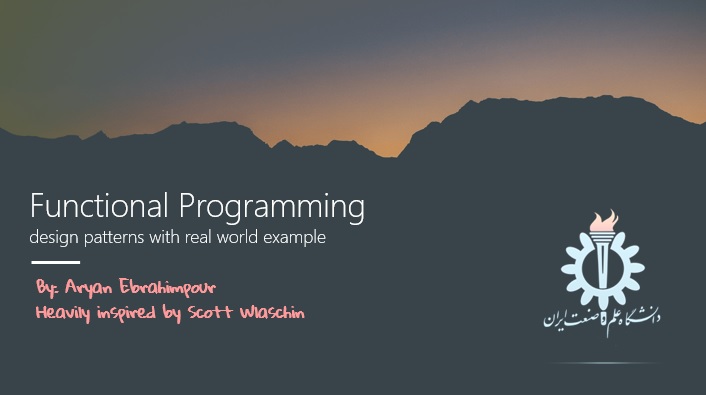 Functional Programming
design patterns with real world example
By: Aryan Ebrahimpour
Heavily inspired by Scott Wlaschin
دانشگاه علم و صنعت ایران